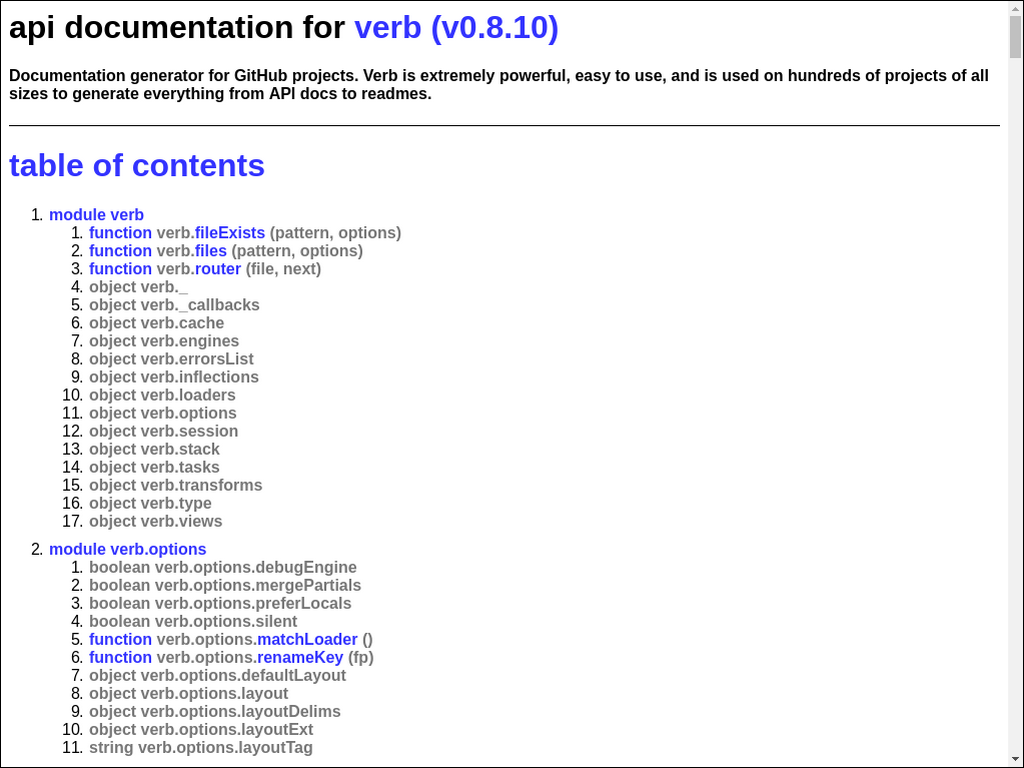 api documentation for verb (v0.8.10)
Documentation generator for GitHub projects. Verb is extremely powerful, easy to use, and is used on hundreds of projects of all
sizes to generate everything from API docs to readmes.
table of contents
1. module verb
1. function verb.fileExists (pattern, options)
2. function verb.files (pattern, options)
3. function verb.router (file, next)
4. object verb._
5. object verb._callbacks
6. object verb.cache
7. object verb.engines
8. object verb.errorsList
9. object verb.inflections
10. object verb.loaders
11. object verb.options
12. object verb.session
13. object verb.stack
14. object verb.tasks
15. object verb.transforms
16. object verb.type
17. object verb.views
2. module verb.options
1. boolean verb.options.debugEngine
2. boolean verb.options.mergePartials
3. boolean verb.options.preferLocals
4. boolean verb.options.silent
5. function verb.options.matchLoader ()
6. function verb.options.renameKey (fp)
7. object verb.options.defaultLayout
8. object verb.options.layout
9. object verb.options.layoutDelims
10. object verb.options.layoutExt
11. string verb.options.layoutTag